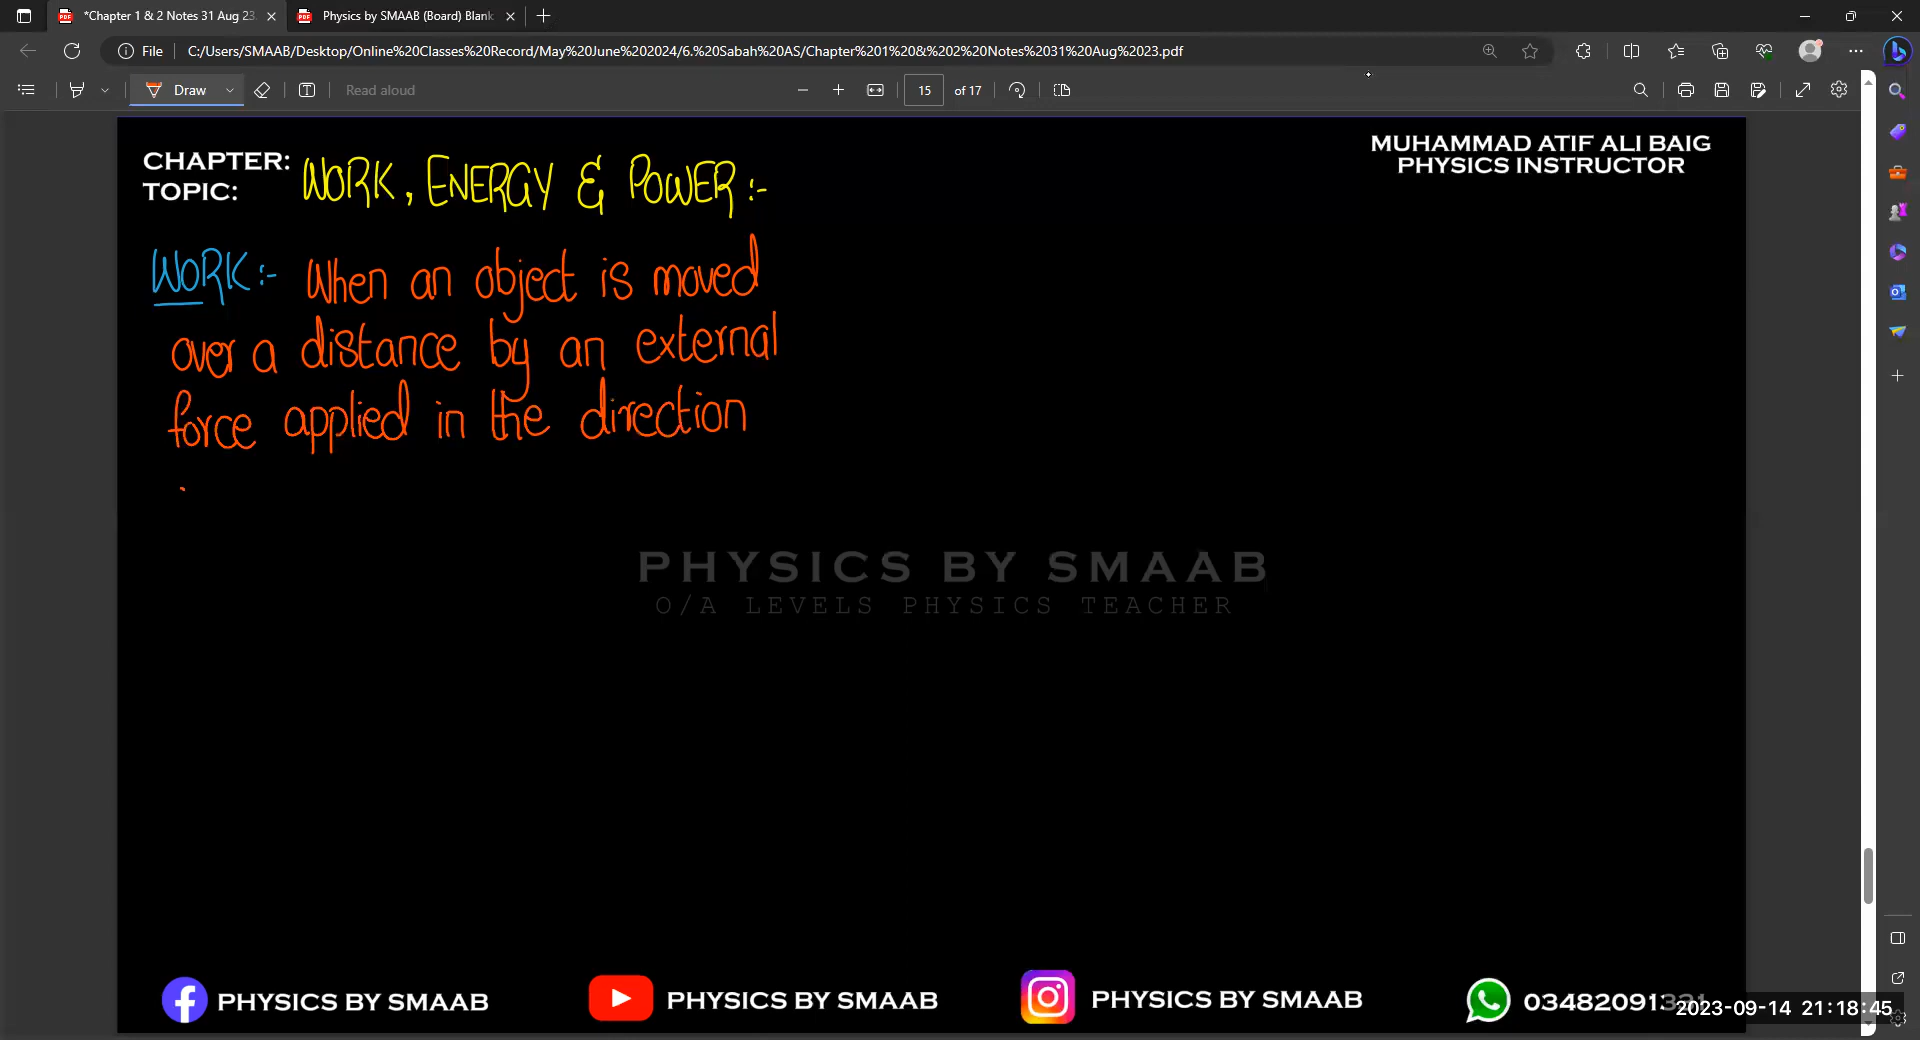 *Chapter 1 & 2 Notes 31 Aug 23.
Physics by SMAAB (Board) Blank
File
C:/Users/SMAAB/Desktop/Online%20Classes%20Record/May%20June%202024/6.%20Sabah%20AS/Chapter%201%20&%202%20Notes%2031%20Aug%2023.pdf
Draw
Read aloud
15 of 17
CHAPTER:
TOPIC:
WORK, ENERGY & POWER :-
MUHAMMAD ATIF ALI BAIG
PHYSICS INSTRUCTOR
WORK :- When an object is moved
over a distance by an external
force applied in the direction
PHYSICS BY SMAAB
O/A LEVELS PHYSICS TEACHER
PHYSICS BY SMAAB
PHYSICS BY SMAAB
PHYSICS BY SMAAB
2023-09-14 21:18:45